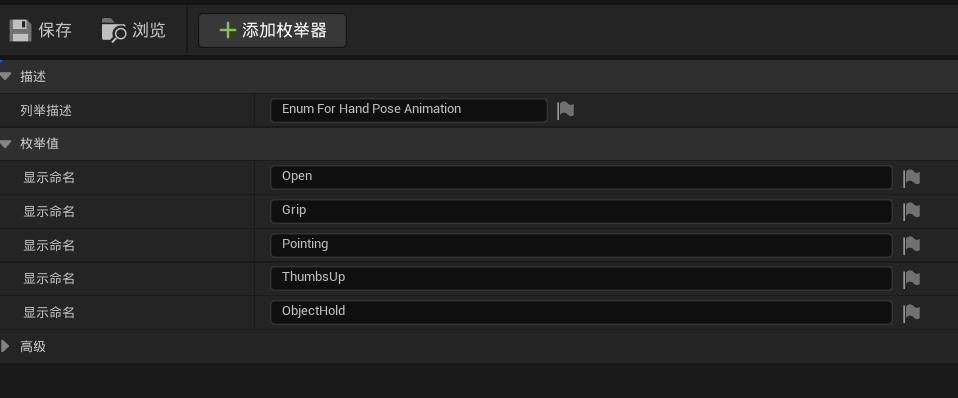 保存 浏览 添加枚举器
描述
列举描述 Enum For Hand Pose Animation
枚举值
显示命名 Open
显示命名 Grip
显示命名 Pointing
显示命名 ThumbsUp
显示命名 ObjectHold
高级